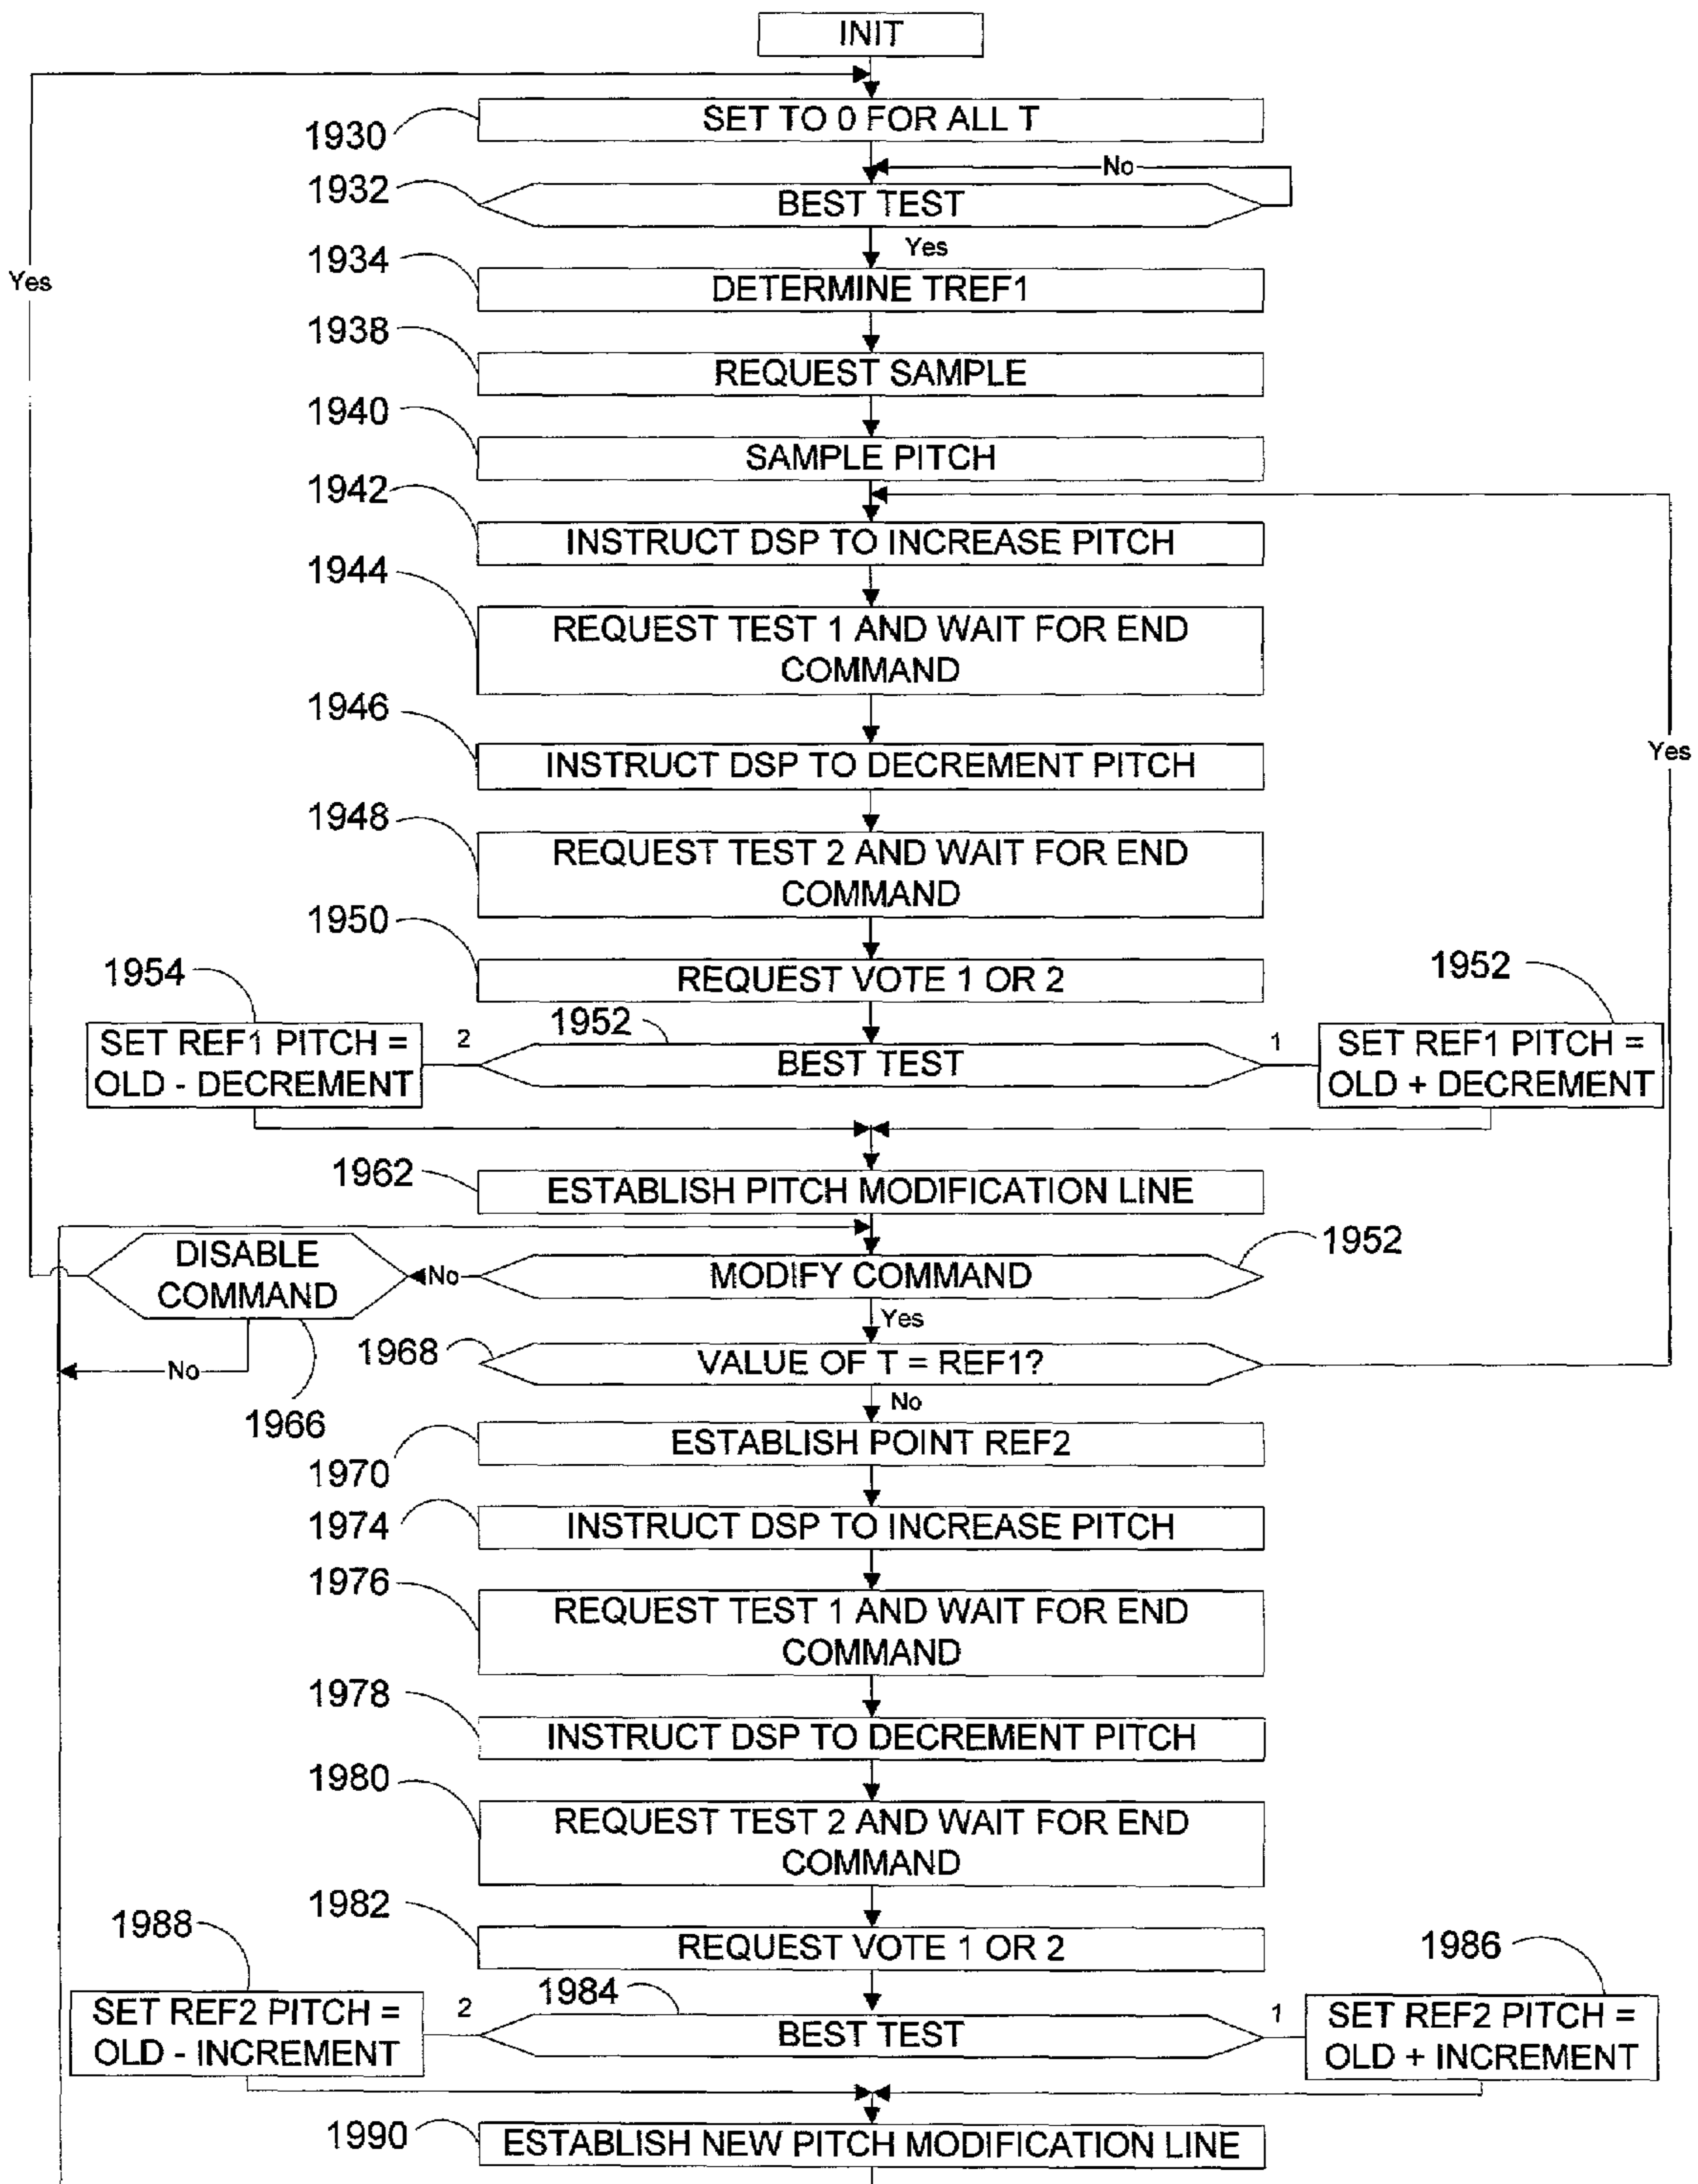 INIT
1930
SET TO 0 FOR ALL T
No
1932
BEST TEST
Yes
Yes
1934
DETERMINE TREF1
1938
REQUEST SAMPLE
1940
SAMPLE PITCH
1942
INSTRUCT DSP TO INCREASE PITCH
1944
REQUEST TEST 1 AND WAIT FOR END
COMMAND
1946
INSTRUCT DSP TO DECREMENT PITCH
Yes
1948
REQUEST TEST 2 AND WAIT FOR END
COMMAND
1950
REQUEST VOTE 1 OR 2
1954
1952
1952
SET REF1 PITCH =
OLD - DECREMENT
2
BEST TEST
1
SET REF1 PITCH =
OLD + DECREMENT
1962
ESTABLISH PITCH MODIFICATION LINE
DISABLE
COMMAND
No
MODIFY COMMAND
1952
Yes
No
1968
VALUE OF T = REF1?
1966
No
1970
ESTABLISH POINT REF2
1974
INSTRUCT DSP TO INCREASE PITCH
1976
REQUEST TEST 1 AND WAIT FOR END
COMMAND
1978
INSTRUCT DSP TO DECREMENT PITCH
1980
REQUEST TEST 2 AND WAIT FOR END
COMMAND
1982
REQUEST VOTE 1 OR 2
1988
1984
1986
SET REF2 PITCH =
OLD - INCREMENT
2
BEST TEST
1
SET REF2 PITCH =
OLD + INCREMENT
1990
ESTABLISH NEW PITCH MODIFICATION LINE